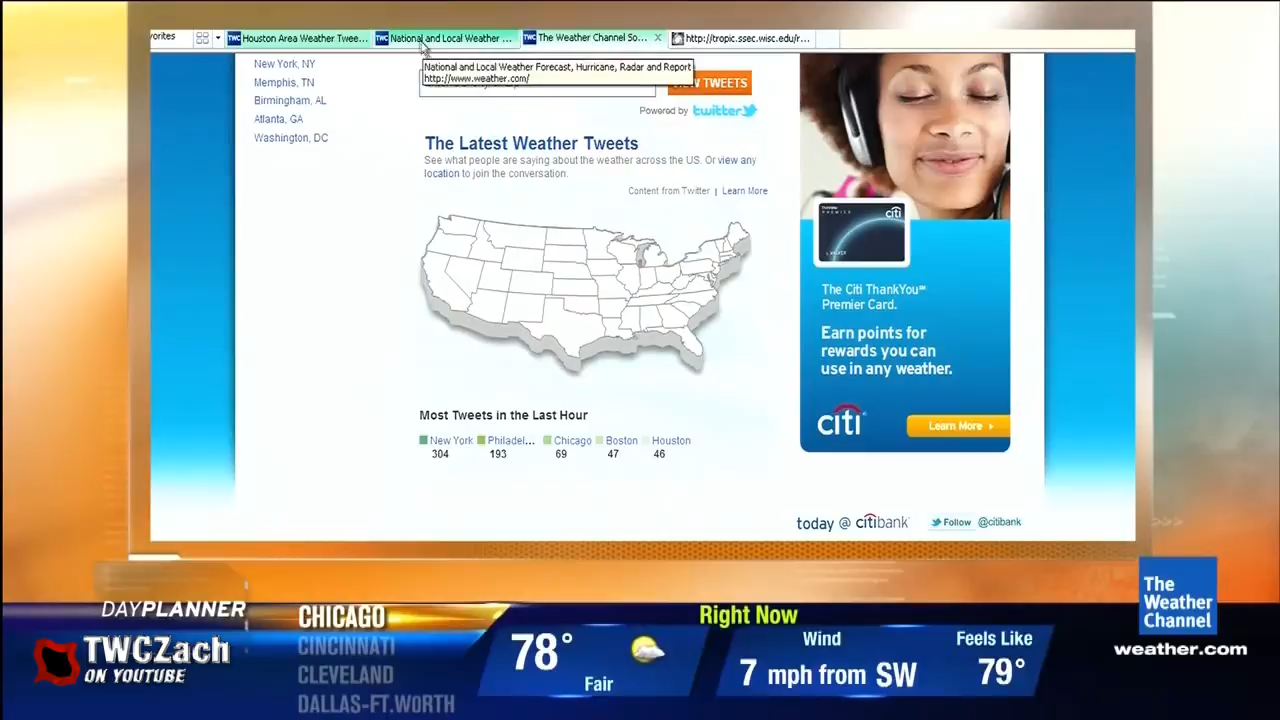 orites
Houston Area Weather Twee...
National and Local Weather ...
The Weather Channel So...
http://tropic.ssec.wisc.edu/r...
National and Local Weather Forecast, Hurricane, Radar and Report
http://www.weather.com/
New York, NY
Memphis, TN
Birmingham, AL
Atlanta, GA
Washington, DC
TWEETS
Powered by twitter
The Latest Weather Tweets
See what people are saying about the weather across the US. Or view any
location to join the conversation.
Content from Twitter | Learn More
Most Tweets in the Last Hour
New York Philadel... Chicago Boston Houston
304 193 69 47 46
citi
The Citi ThankYou℠
Premier Card.
Earn points for
rewards you can
use in any weather.
citi
Learn More
today @ citibank
Follow @citibank
DAYPLANNER
TWCZach
ON YOUTUBE
CHICAGO
CINCINNATI
CLEVELAND
DALLAS-FT.WORTH
Right Now
78°
Fair
Wind
7 mph from SW
Feels Like
79°
The
Weather
Channel
weather.com